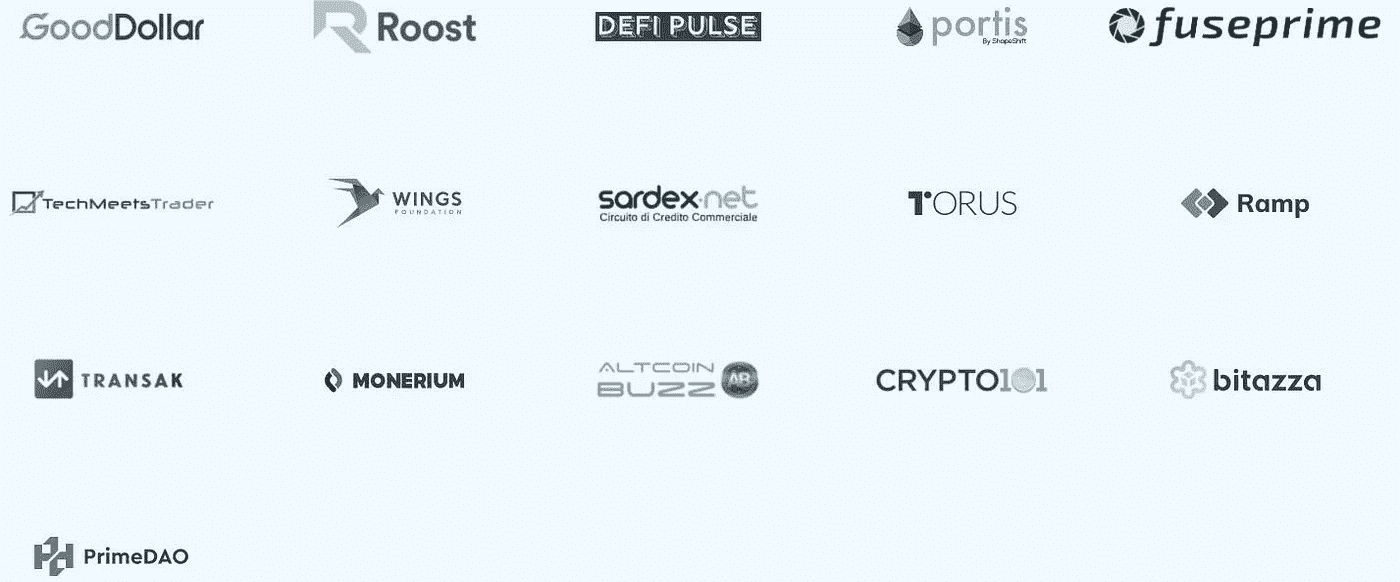 GoodDollar
Roost
DEFI PULSE
portis
By ShapeShift
fuseprime
TechMeetsTrader
WINGS
FOUNDATION
sardex.net
Circuito di Credito Commerciale
TORUS
Ramp
TRANSAK
MONERIUM
ALTCOIN
BUZZ
AB
CRYPTO101
bitazza
PrimeDAO